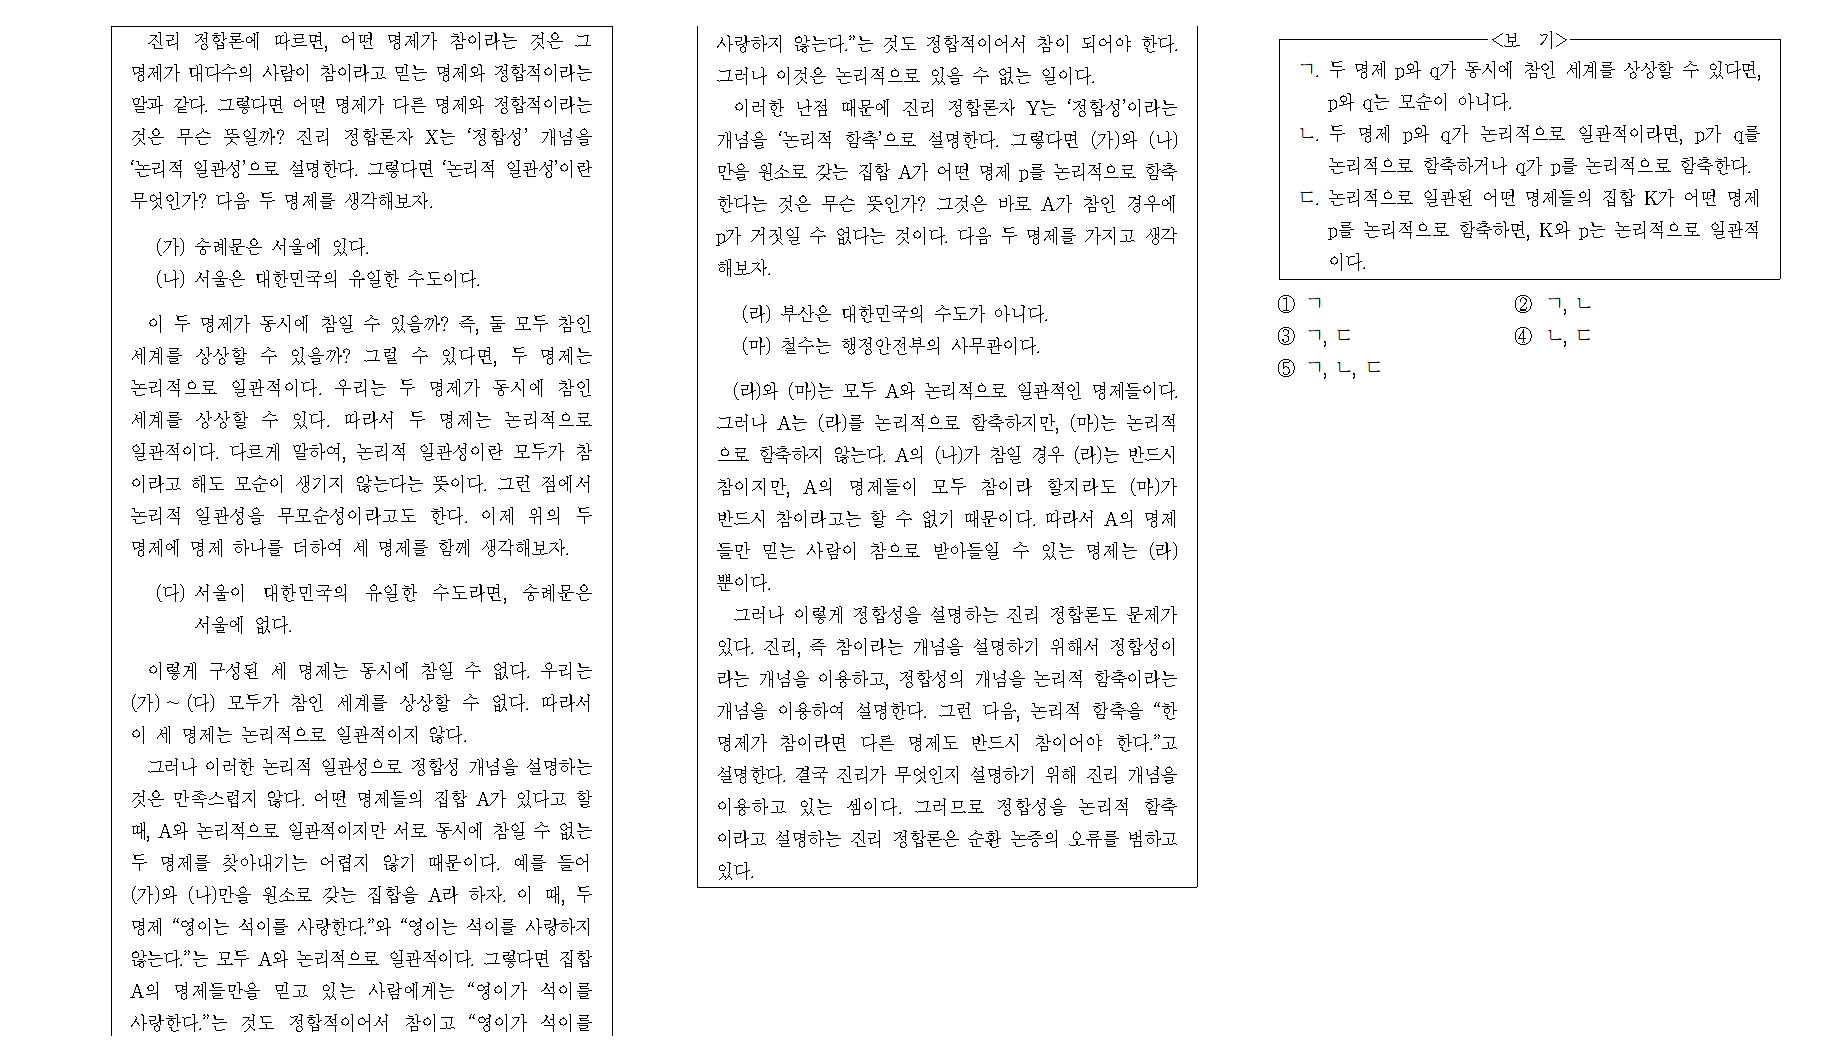 진리 정합론에 따르면, 어떤 명제가 참이라는 것은 그
명제가 대다수의 사람이 참이라고 믿는 명제와 정합적이라는
말과 같다. 그렇다면 어떤 명제가 다른 명제와 정합적이라는
것은 무슨 뜻일까? 진리 정합론자 X는 ‘정합성’ 개념을
‘논리적 일관성’으로 설명한다. 그렇다면 ‘논리적 일관성’이란
무엇인가? 다음 두 명제를 생각해보자.
(가) 숭례문은 서울에 있다.
(나) 서울은 대한민국의 유일한 수도이다.
이 두 명제가 동시에 참일 수 있을까? 즉, 둘 모두 참인
세계를 상상할 수 있을까? 그럴 수 있다면, 두 명제는
논리적으로 일관적이다. 우리는 두 명제가 동시에 참인
세계를 상상할 수 있다. 따라서 두 명제는 논리적으로
일관적이다. 다르게 말하여, 논리적 일관성이란 모두가 참
이라고 해도 모순이 생기지 않는다는 뜻이다. 그런 점에서
논리적 일관성을 무모순성이라고도 한다. 이제 위의 두
명제에 명제 하나를 더하여 세 명제를 함께 생각해보자.
(다) 서울이 대한민국의 유일한 수도라면, 숭례문은
서울에 없다.
이렇게 구성된 세 명제는 동시에 참일 수 없다. 우리는
(가) ~ (다) 모두가 참인 세계를 상상할 수 없다. 따라서
이 세 명제는 논리적으로 일관적이지 않다.
그러나 이러한 논리적 일관성으로 정합성 개념을 설명하는
것은 만족스럽지 않다. 어떤 명제들의 집합 A가 있다고 할
때, A와 논리적으로 일관적이지만 서로 동시에 참일 수 없는
두 명제를 찾아내기는 어렵지 않기 때문이다. 예를 들어
(가)와 (나)만을 원소로 갖는 집합을 A라 하자. 이 때, 두
명제 “영이는 석이를 사랑한다.”와 “영이는 석이를 사랑하지
않는다.”는 모두 A와 논리적으로 일관적이다. 그렇다면 집합
A의 명제들만을 믿고 있는 사람에게는 “영이가 석이를
사랑한다.”는 것도 정합적이어서 참이고 “영이가 석이를
사랑하지 않는다.”는 것도 정합적이어서 참이 되어야 한다.
그러나 이것은 논리적으로 있을 수 없는 일이다.
이러한 난점 때문에 진리 정합론자 Y는 ‘정합성’이라는
개념을 ‘논리적 함축’으로 설명한다. 그렇다면 (가)와 (나)
만을 원소로 갖는 집합 A가 어떤 명제 p를 논리적으로 함축
한다는 것은 무슨 뜻인가? 그것은 바로 A가 참인 경우에
p가 거짓일 수 없다는 것이다. 다음 두 명제를 가지고 생각
해보자.
(라) 부산은 대한민국의 수도가 아니다.
(마) 철수는 행정안전부의 사무관이다.
(라)와 (마)는 모두 A와 논리적으로 일관적인 명제들이다.
그러나 A는 (라)를 논리적으로 함축하지만, (마)는 논리적
으로 함축하지 않는다. A의 (나)가 참일 경우 (라)는 반드시
참이지만, A의 명제들이 모두 참이라 할지라도 (마)가
반드시 참이라고는 할 수 없기 때문이다. 따라서 A의 명제
들만 믿는 사람이 참으로 받아들일 수 있는 명제는 (라)
뿐이다.
그러나 이렇게 정합성을 설명하는 진리 정합론도 문제가
있다. 진리, 즉 참이라는 개념을 설명하기 위해서 정합성이
라는 개념을 이용하고, 정합성의 개념을 논리적 함축이라는
개념을 이용하여 설명한다. 그런 다음, 논리적 함축을 “한
명제가 참이라면 다른 명제도 반드시 참이어야 한다.”고
설명한다. 결국 진리가 무엇인지 설명하기 위해 진리 개념을
이용하고 있는 셈이다. 그러므로 정합성을 논리적 함축
이라고 설명하는 진리 정합론은 순환 논증의 오류를 범하고
있다.
<보 기>
ㄱ. 두 명제 p와 q가 동시에 참인 세계를 상상할 수 있다면,
p와 q는 모순이 아니다.
ㄴ. 두 명제 p와 q가 논리적으로 일관적이라면, p가 q를
논리적으로 함축하거나 q가 p를 논리적으로 함축한다.
ㄷ. 논리적으로 일관된 어떤 명제들의 집합 K가 어떤 명제
p를 논리적으로 함축하면, K와 p는 논리적으로 일관적
이다.
① ㄱ ② ㄱ, ㄴ
③ ㄱ, ㄷ ④ ㄴ, ㄷ
⑤ ㄱ, ㄴ, ㄷ